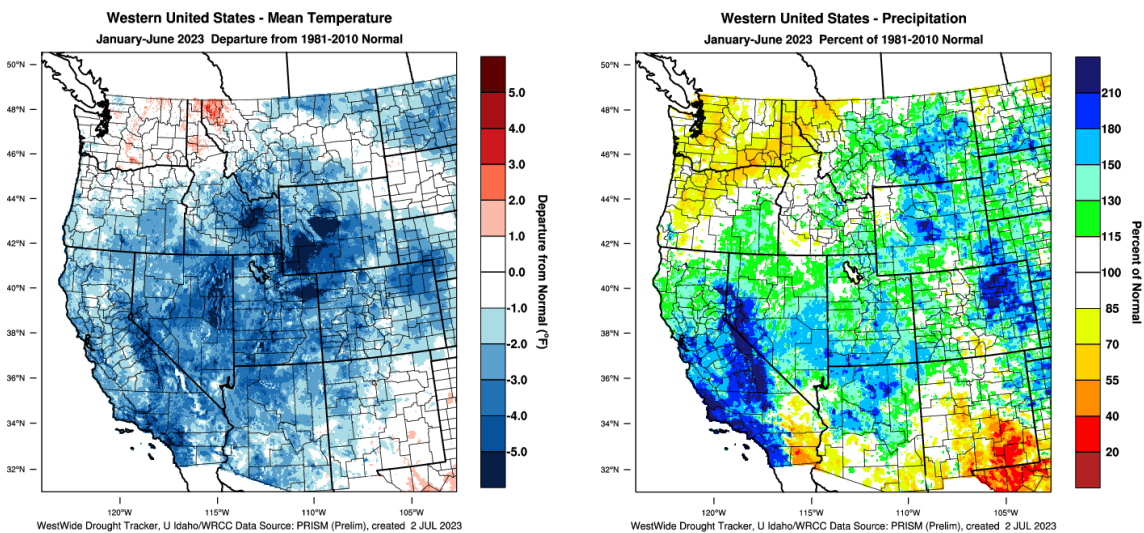 Western United States - Mean Temperature
January-June 2023 Departure from 1981-2010 Normal
50°N
48°N
46°N
44°N
42°N
40°N
38°N
36°N
34°N
32°N
120°W
115°W
110°W
105°W
5.0
4.0
3.0
2.0
1.0
0.0
-1.0
-2.0
-3.0
-4.0
-5.0
Departure from Normal (°F)
WestWide Drought Tracker, U Idaho/WRCC Data Source: PRISM (Prelim), created 2 JUL 2023
Western United States - Precipitation
January-June 2023 Percent of 1981-2010 Normal
50°N
48°N
46°N
44°N
42°N
40°N
38°N
36°N
34°N
32°N
120°W
115°W
110°W
105°W
210
180
150
130
115
100
85
70
55
40
20
Percent of Normal
WestWide Drought Tracker, U Idaho/WRCC Data Source: PRISM (Prelim), created 2 JUL 2023